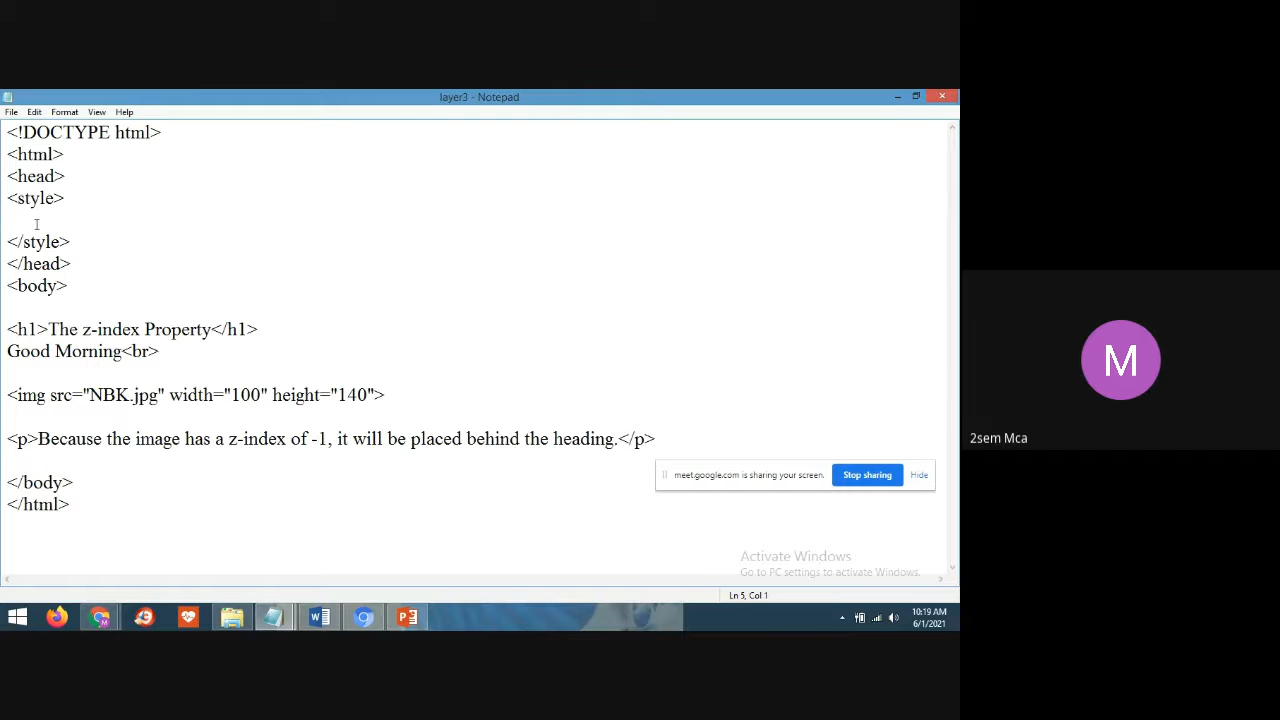 layer3 - Notepad
File Edit Format View Help
<!DOCTYPE html>
<html>
<head>
<style>
</style>
</head>
<body>
<h1>The z-index Property</h1>
Good Morning<br>
<img src="NBK.jpg" width="100" height="140">
<p>Because the image has a z-index of -1, it will be placed behind the heading.</p>
</body>
</html>
meet.google.com is sharing your screen. Stop sharing Hide
Activate Windows
Go to PC settings to activate Windows.
Ln 5, Col 1
10:19 AM
6/1/2021
M
2sem Mca